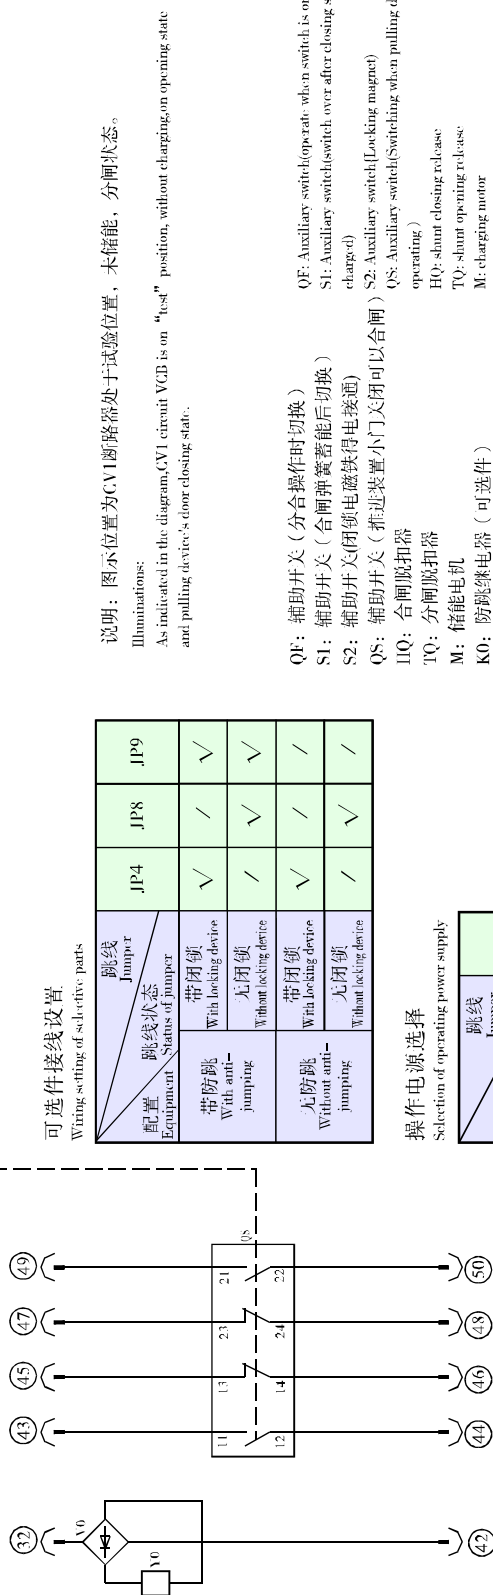 说明：图示位置为GV1断路器处于试验位置，未储能，分闸状态。
Illuminations:
As indicated in the diagram,GV1 circuit VCB is on “test” position, without charging,on opening state
and pulling device's door closing state.
QF：辅助开关（分合操作时切换）
S1：辅助开关（合闸弹簧蓄能后切换）
S2：辅助开关(闭锁电磁铁得电接通)
QS：辅助开关（推进装置小门关闭可以合闸）
HQ：合闸脱扣器
TQ：分闸脱扣器
M：储能电机
K0：防跳继电器（可选件）
QF: Auxiliary switch(operate when switch is on
S1: Auxiliary switch(switch over after closing s
charged)
S2: Auxiliary switch(Locking magnet)
QS: Auxiliary switch(Switching when pulling d
operating）
HQ: shunt closing release
TQ: shunt opening release
M: charging motor
可选件接线设置
Wiring setting of selective parts
跳线
Jumper
跳线状态
Status of jumper
配置
Equipment
JP4
JP8
JP9
带防跳
With anti-
jumping
带闭锁
With locking device
√
/
√
无闭锁
Without locking device
/
√
√
无防跳
Without anti-
jumping
带闭锁
With locking device
√
/
/
无闭锁
Without locking device
/
√
/
操作电源选择
Selection of operating power supply
跳线
32
43
45
47
49
V0
Y0
QS
11
13
23
21
12
14
24
22
42
44
46
48
50